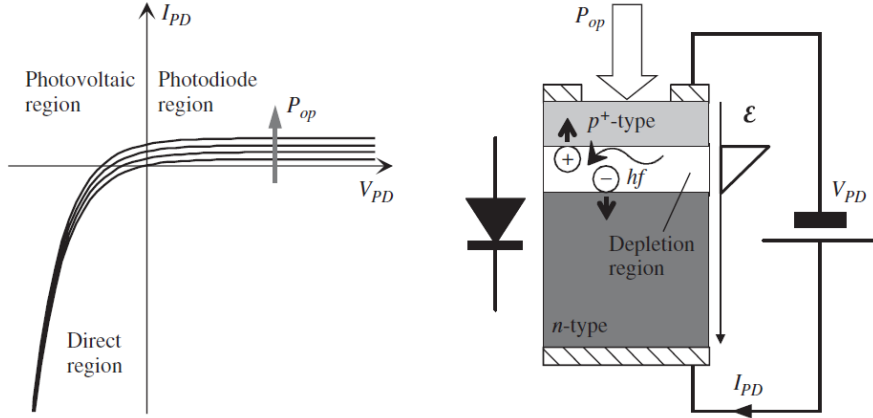 I_PD
Photovoltaic region
Photodiode region
P_op
V_PD
Direct region
P_op
p⁺-type
ℰ
+
−
hf
V_PD
Depletion region
n-type
I_PD